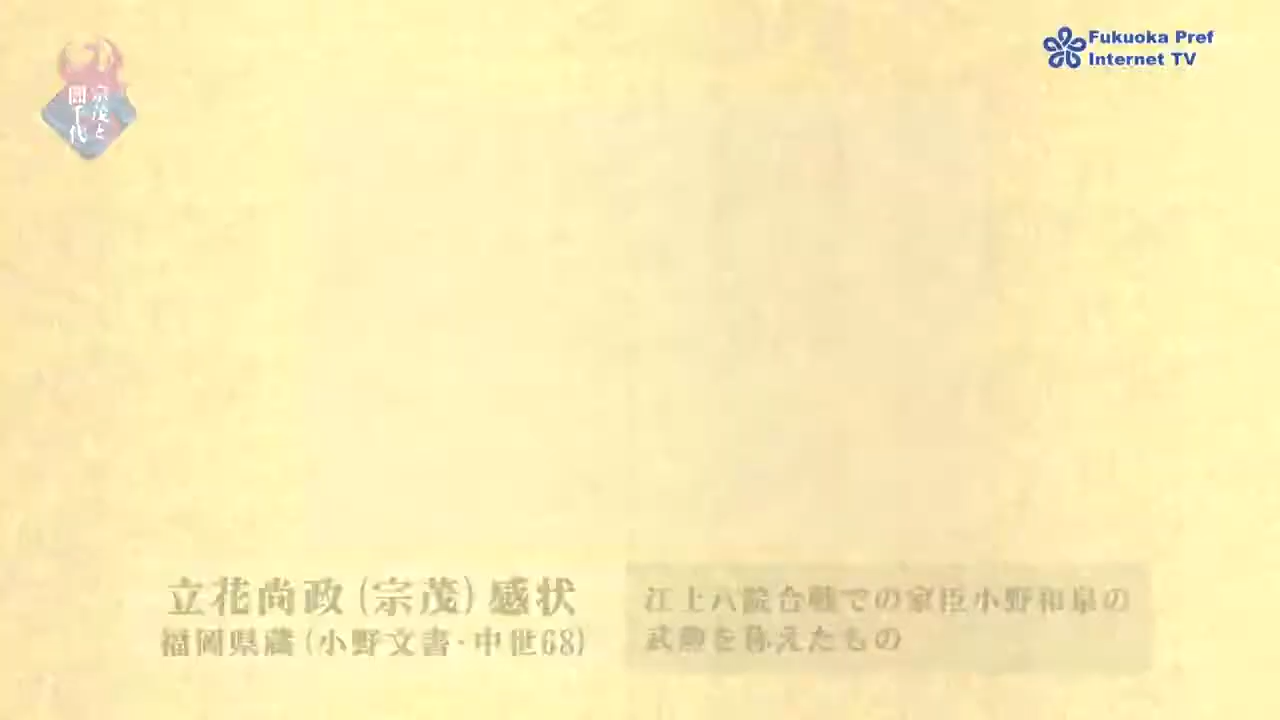 宗茂と
誾千代
Fukuoka Pref
Internet TV
立花尚政(宗茂)感状
福岡県蔵(小野文書・中世68)
江上八院合戦での家臣小野和泉の
武勲を称えたもの